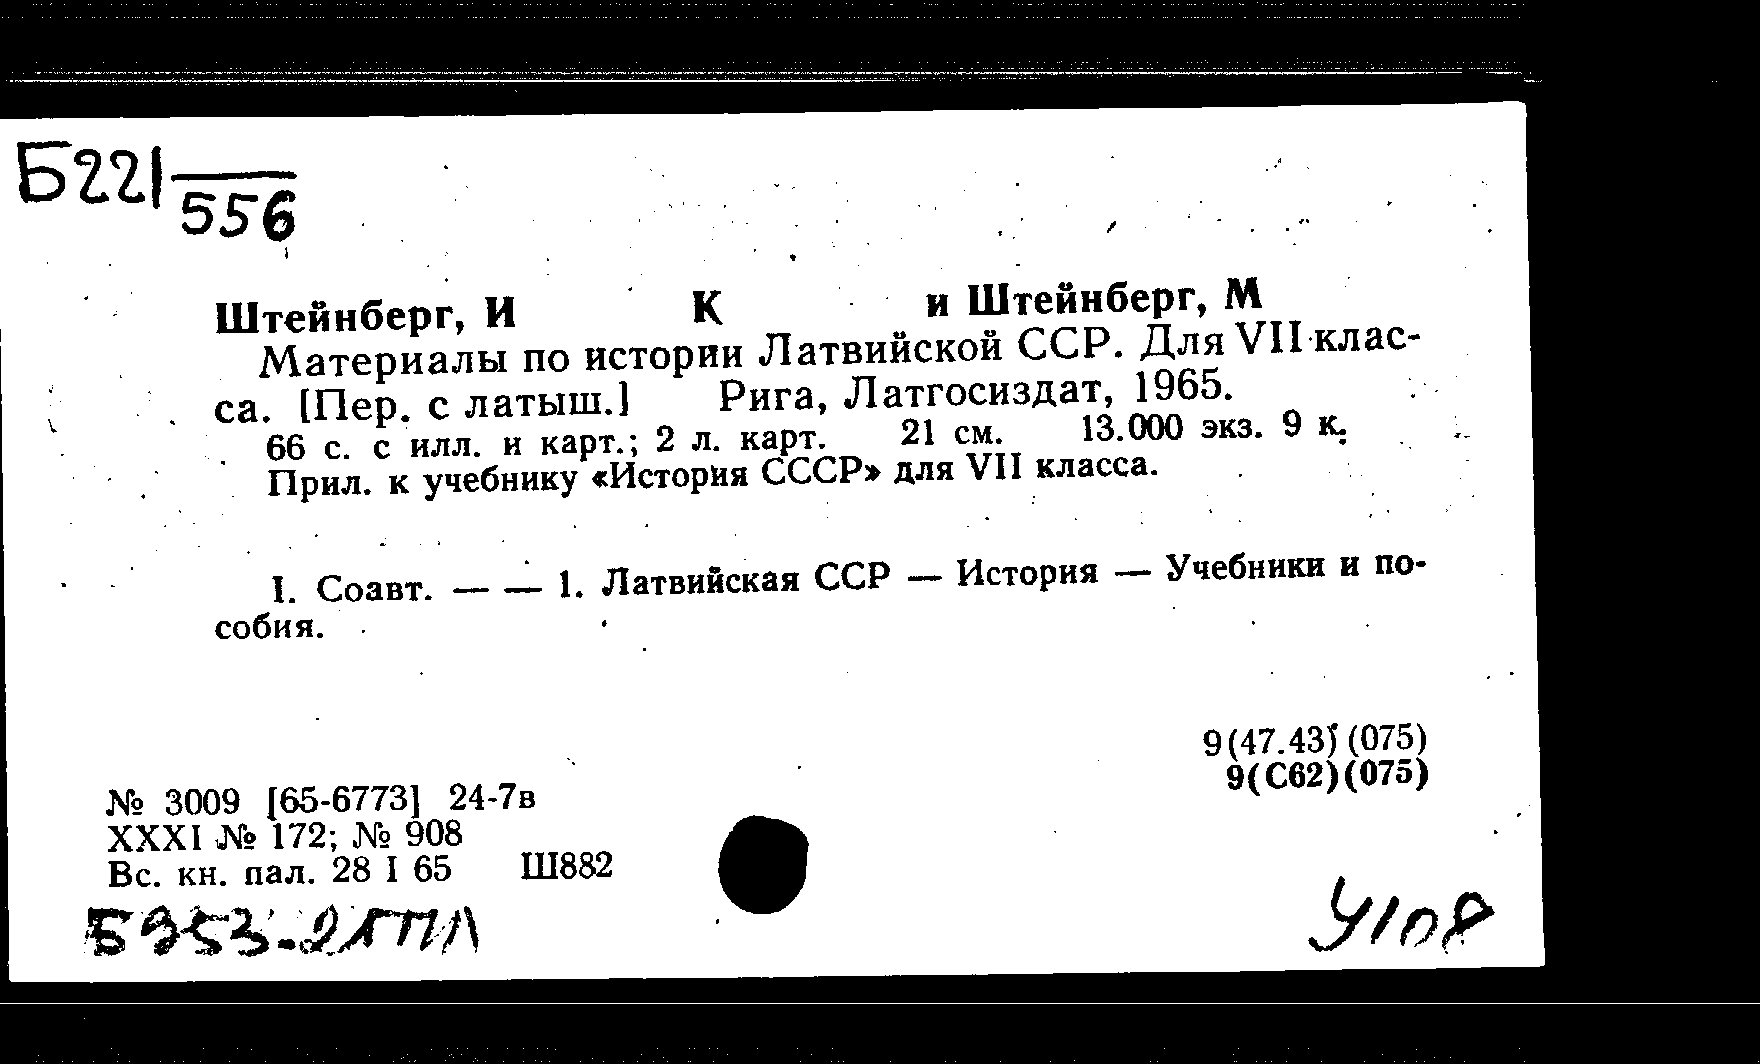 Б221
556
Штейнберг, И К и Штейнберг, М
Материалы по истории Латвийской ССР. Для VII клас-
са. [Пер. с латыш.] Рига, Латгосиздат, 1965.
66 с. с илл. и карт.; 2 л. карт. 21 см. 13.000 экз. 9 к.
Прил. к учебнику «История СССР» для VII класса.
I. Соавт. — — 1. Латвийская ССР — История — Учебники и по-
собия.
9(47.43) (075)
9(С62)(075)
№ 3009 [65-6773] 24-7в
XXXI № 172; № 908
Вс. кн. пал. 28 I 65 Ш882
У108